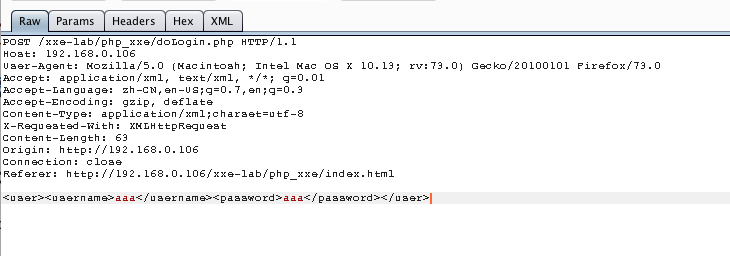 Raw Params Headers Hex XML
POST /xxe-lab/php_xxe/doLogin.php HTTP/1.1
Host: 192.168.0.106
User-Agent: Mozilla/5.0 (Macintosh; Intel Mac OS X 10.13; rv:73.0) Gecko/20100101 Firefox/73.0
Accept: application/xml, text/xml, */*; q=0.01
Accept-Language: zh-CN,en-US;q=0.7,en;q=0.3
Accept-Encoding: gzip, deflate
Content-Type: application/xml;charset=utf-8
X-Requested-With: XMLHttpRequest
Content-Length: 63
Origin: http://192.168.0.106
Connection: close
Referer: http://192.168.0.106/xxe-lab/php_xxe/index.html
<user><username>aaa</username><password>aaa</password></user>